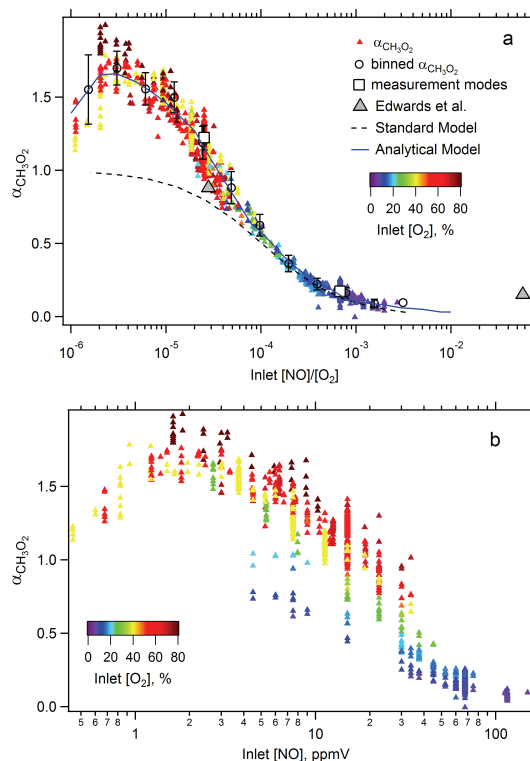 a
α CH3O2
binned α CH3O2
measurement modes
Edwards et al.
Standard Model
Analytical Model
0 20 40 60 80
Inlet [O2], %
1.5
1.0
0.5
0.0
αCH3O2
10-6 10-5 10-4 10-3 10-2
Inlet [NO]/[O2]
b
1.5
1.0
0.5
0.0
αCH3O2
0 20 40 60 80
Inlet [O2], %
5 6 7 8 1 2 3 4 5 6 7 8 10 2 3 4 5 6 7 8 100
Inlet [NO], ppmV